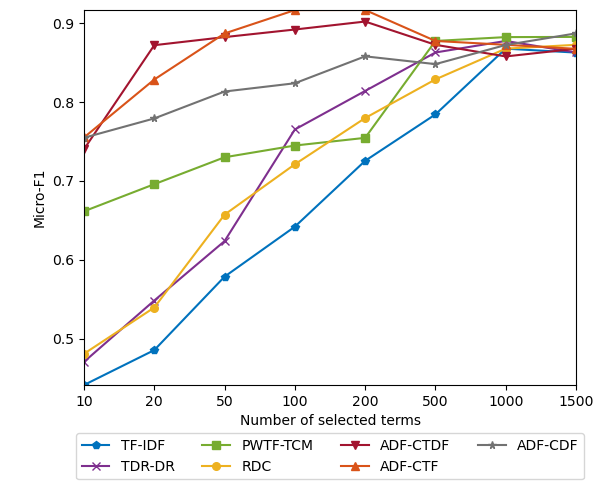 0.9
0.8
0.7
0.6
0.5
Micro-F1
10 20 50 100 200 500 1000 1500
Number of selected terms
TF-IDF PWTF-TCM ADF-CTDF ADF-CDF
TDR-DR RDC ADF-CTF